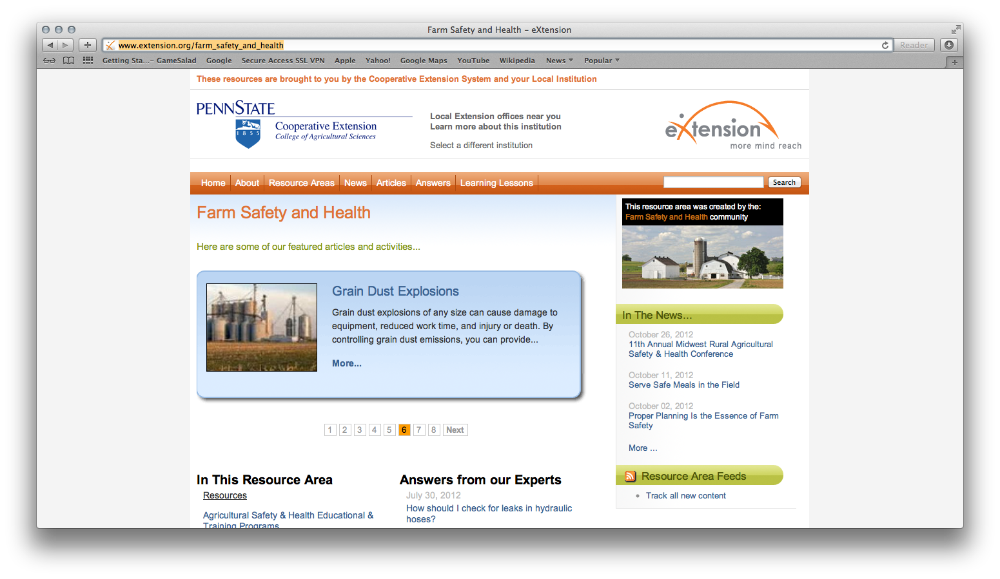 Farm Safety and Health – eXtension
www.extension.org/farm_safety_and_health
Reader
Getting Sta...– GameSalad Google Secure Access SSL VPN Apple Yahoo! Google Maps YouTube Wikipedia News Popular
These resources are brought to you by the Cooperative Extension System and your Local Institution
PENNSTATE
1855
Cooperative Extension
College of Agricultural Sciences
Local Extension offices near you
Learn more about this institution
Select a different institution
eXtension
more mind reach
Home About Resource Areas News Articles Answers Learning Lessons Search
Farm Safety and Health
Here are some of our featured articles and activities...
Grain Dust Explosions
Grain dust explosions of any size can cause damage to
equipment, reduced work time, and injury or death. By
controlling grain dust emissions, you can provide...
More...
1 2 3 4 5 6 7 8 Next
In This Resource Area
Resources
Agricultural Safety & Health Educational &
Training Programs
Answers from our Experts
July 30, 2012
How should I check for leaks in hydraulic
hoses?
This resource area was created by the:
Farm Safety and Health community
In The News...
October 26, 2012
11th Annual Midwest Rural Agricultural
Safety & Health Conference
October 11, 2012
Serve Safe Meals in the Field
October 02, 2012
Proper Planning Is the Essence of Farm
Safety
More ...
Resource Area Feeds
Track all new content